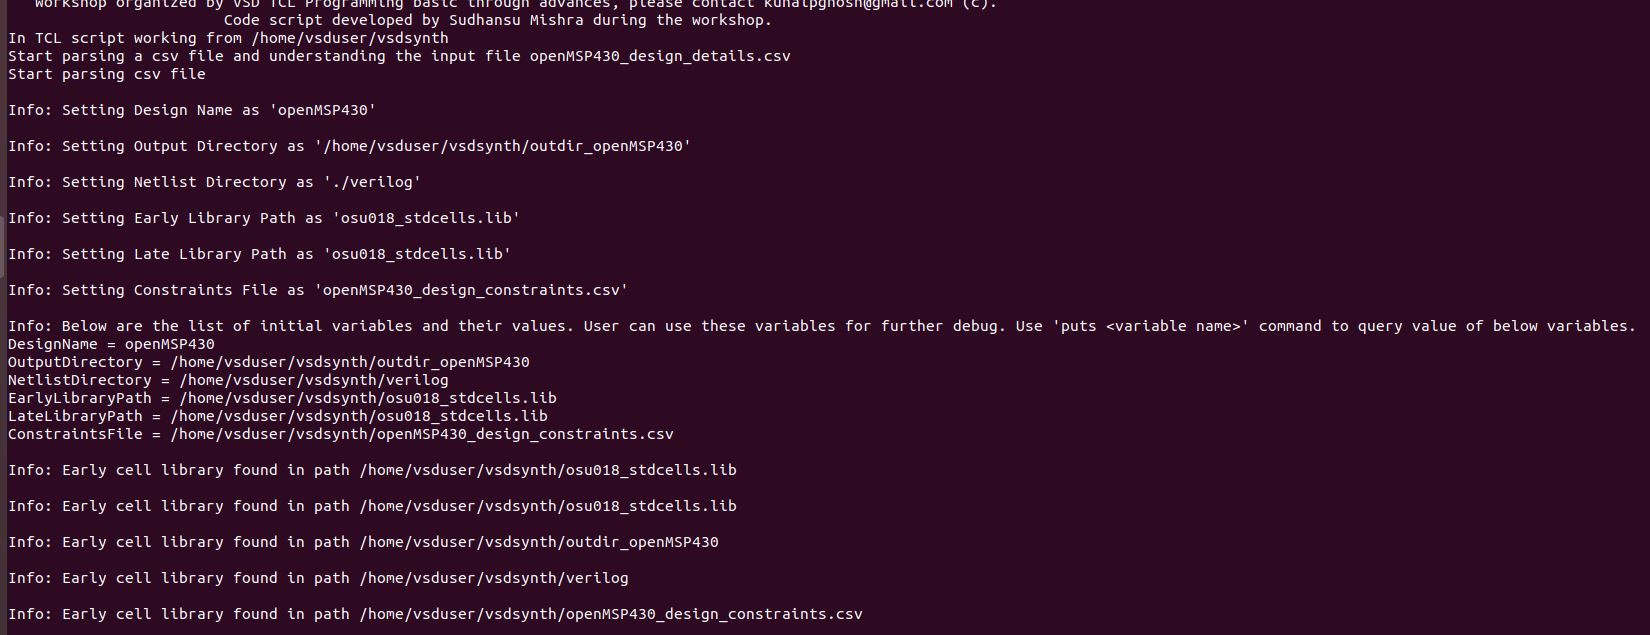 Workshop organized by VSD TCL Programming basic through advances, please contact kunalpghosh@gmail.com (c).
Code script developed by Sudhansu Mishra during the workshop.
In TCL script working from /home/vsduser/vsdsynth
Start parsing a csv file and understanding the input file openMSP430_design_details.csv
Start parsing csv file
Info: Setting Design Name as 'openMSP430'
Info: Setting Output Directory as '/home/vsduser/vsdsynth/outdir_openMSP430'
Info: Setting Netlist Directory as './verilog'
Info: Setting Early Library Path as 'osu018_stdcells.lib'
Info: Setting Late Library Path as 'osu018_stdcells.lib'
Info: Setting Constraints File as 'openMSP430_design_constraints.csv'
Info: Below are the list of initial variables and their values. User can use these variables for further debug. Use 'puts <variable name>' command to query value of below variables.
DesignName = openMSP430
OutputDirectory = /home/vsduser/vsdsynth/outdir_openMSP430
NetlistDirectory = /home/vsduser/vsdsynth/verilog
EarlyLibraryPath = /home/vsduser/vsdsynth/osu018_stdcells.lib
LateLibraryPath = /home/vsduser/vsdsynth/osu018_stdcells.lib
ConstraintsFile = /home/vsduser/vsdsynth/openMSP430_design_constraints.csv
Info: Early cell library found in path /home/vsduser/vsdsynth/osu018_stdcells.lib
Info: Early cell library found in path /home/vsduser/vsdsynth/osu018_stdcells.lib
Info: Early cell library found in path /home/vsduser/vsdsynth/outdir_openMSP430
Info: Early cell library found in path /home/vsduser/vsdsynth/verilog
Info: Early cell library found in path /home/vsduser/vsdsynth/openMSP430_design_constraints.csv